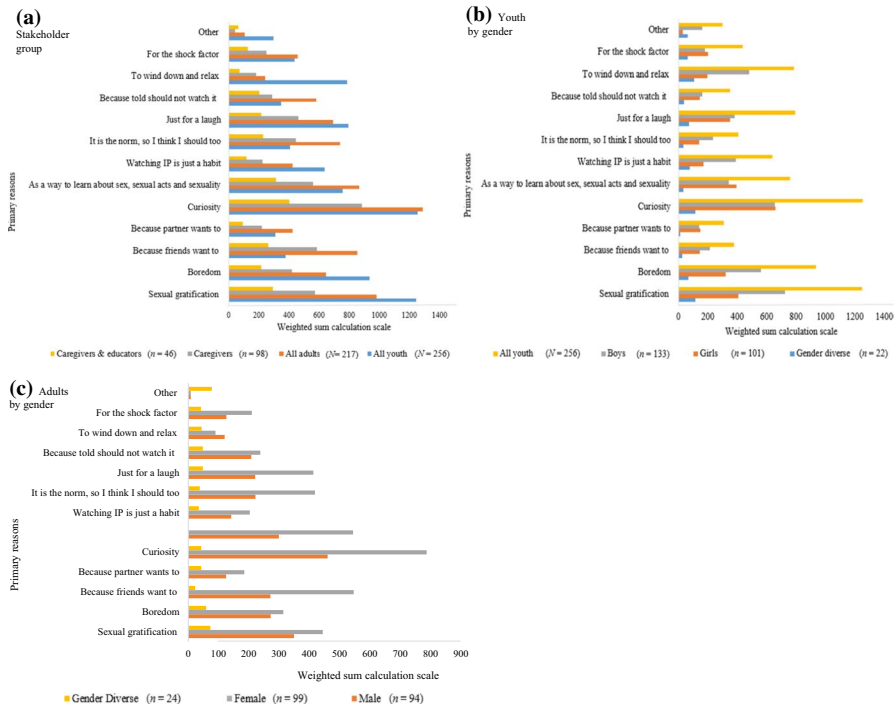 (a)
Stakeholder
group
Other
For the shock factor
To wind down and relax
Because told should not watch it
Just for a laugh
It is the norm, so I think I should too
Watching IP is just a habit
As a way to learn about sex, sexual acts and sexuality
Curiosity
Because partner wants to
Because friends want to
Boredom
Sexual gratification
Primary reasons
0 200 400 600 800 1000 1200 1400
Weighted sum calculation scale
Caregivers & educators (n = 46) Caregivers (n = 98) All adults (N= 217) All youth (N = 256)
(b)
Youth
by gender
Other
For the shock factor
To wind down and relax
Because told should not watch it
Just for a laugh
It is the norm, so I think I should too
Watching IP is just a habit
As a way to learn about sex, sexual acts and sexuality
Curiosity
Because partner wants to
Because friends want to
Boredom
Sexual gratification
Primary reasons
0 200 400 600 800 1000 1200 1400
Weighted sum calculation scale
All youth (N = 256) Boys (n = 133) Girls (n = 101) Gender diverse (n = 22)
(c) Adults
by gender
Other
For the shock factor
To wind down and relax
Because told should not watch it
Just for a laugh
It is the norm, so I think I should too
Watching IP is just a habit
Curiosity
Because partner wants to
Because friends want to
Boredom
Sexual gratification
Primary reasons
0 100 200 300 400 500 600 700 800 900
Weighted sum calculation scale
Gender Diverse (n = 24) Female (n = 99) Male (n = 94)